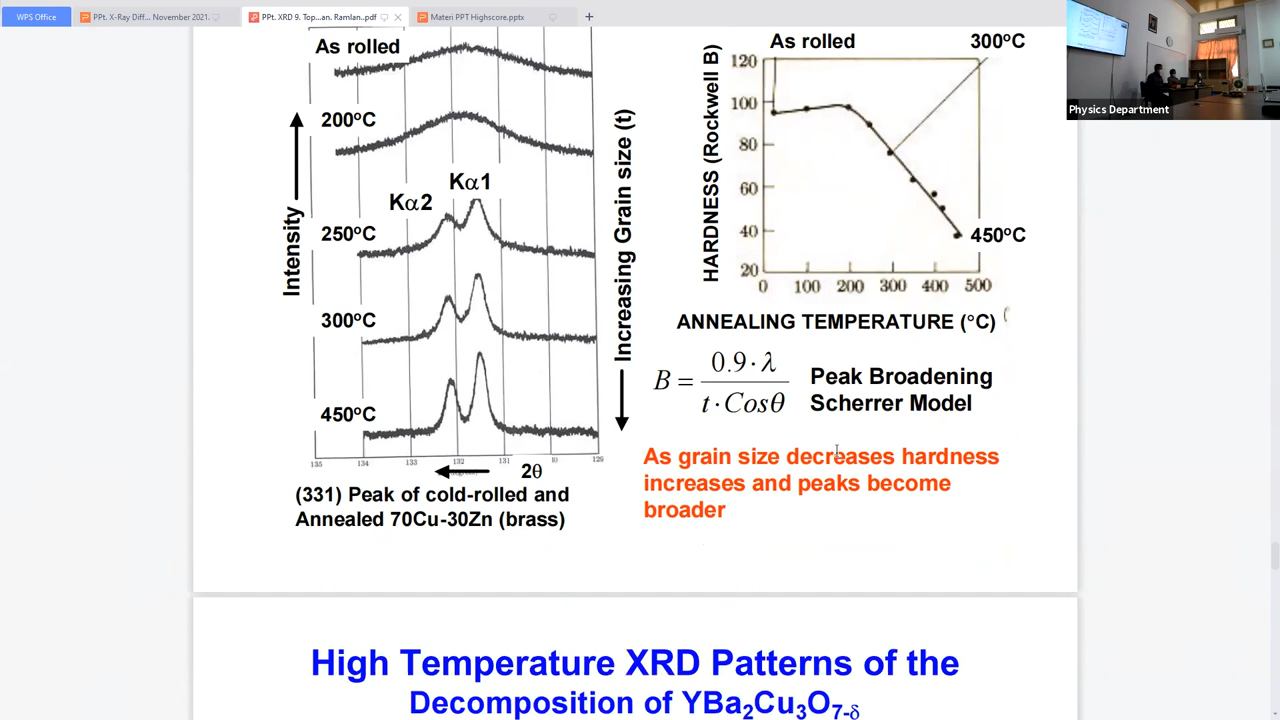 WPS Office
PPt. X-Ray Diff... November 2021.
PPt. XRD 9. Top...an. Ramlan..pdf
Materi PPT Highscore.pptx
Physics Department
As rolled
200°C
Kα1
Kα2
250°C
300°C
450°C
Intensity
Increasing Grain size (t)
135
134
133
132
131
129
2θ
(331) Peak of cold-rolled and
Annealed 70Cu-30Zn (brass)
As rolled
300°C
HARDNESS (Rockwell B)
120
100
80
60
40
20
450°C
0 100 200 300 400 500
ANNEALING TEMPERATURE (°C)
B = 0.9·λ / t·Cosθ
Peak Broadening
Scherrer Model
As grain size decreases hardness
increases and peaks become
broader
High Temperature XRD Patterns of the
Decomposition of YBa2Cu3O7-δ